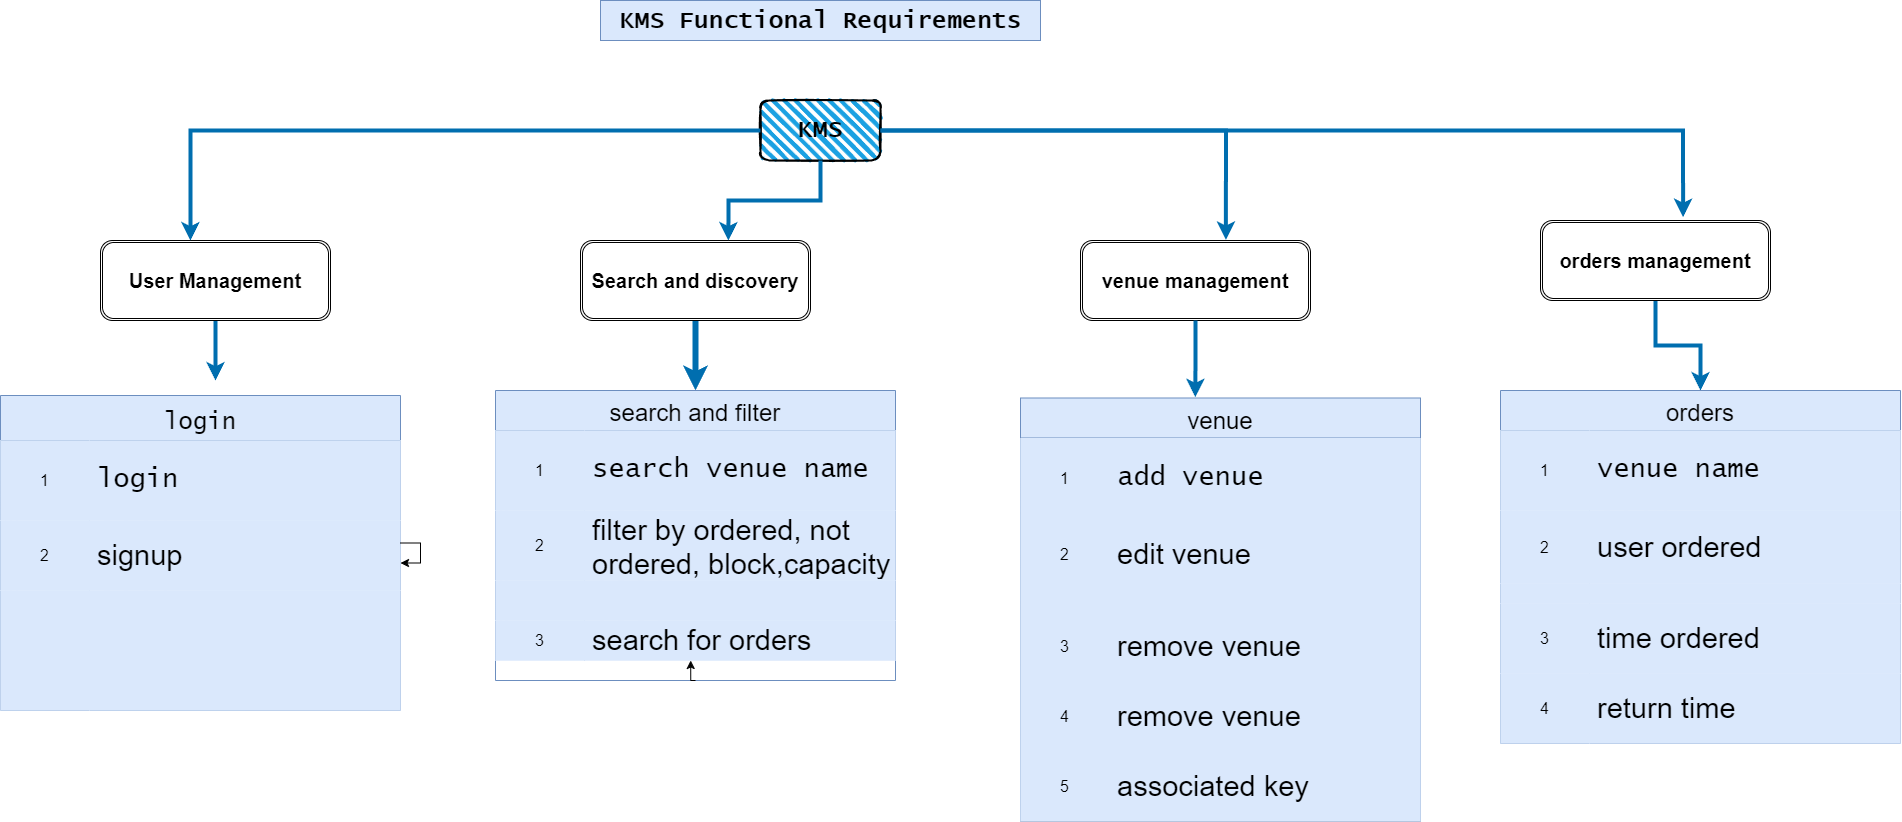 KMS Functional Requirements
KMS
User Management
Search and discovery
venue management
orders management
login
1 login
2 signup
search and filter
1 search venue name
2 filter by ordered, not
ordered, block,capacity
3 search for orders
venue
1 add venue
2 edit venue
3 remove venue
4 remove venue
5 associated key
orders
1 venue name
2 user ordered
3 time ordered
4 return time